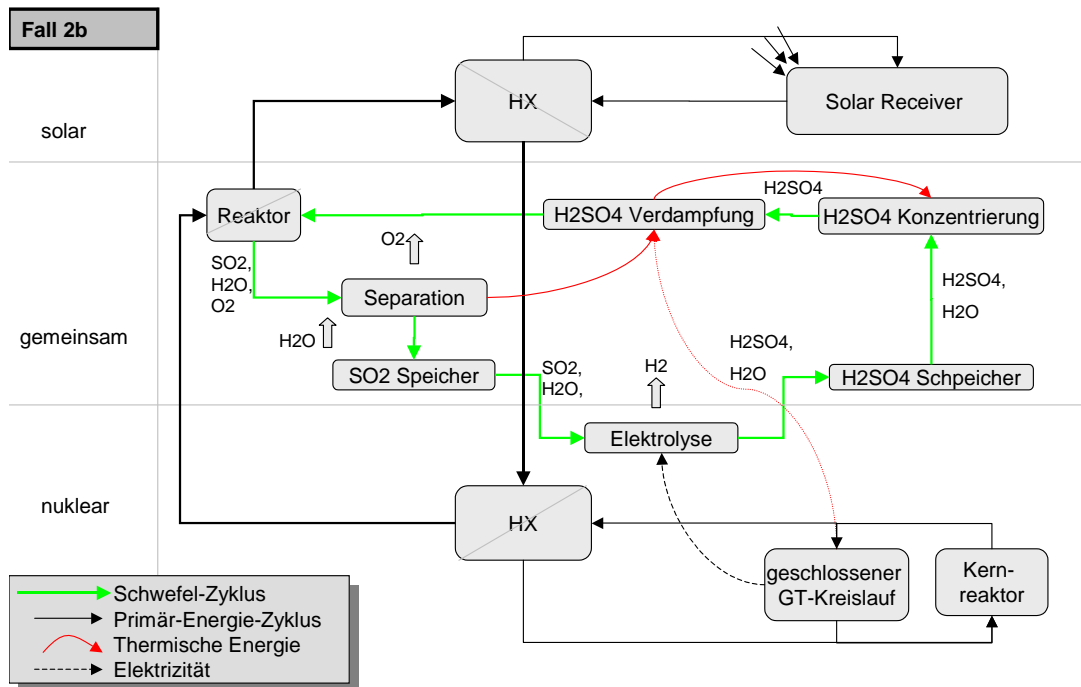 Fall 2b
HX
Solar Receiver
solar
H2SO4
Reaktor
H2SO4 Verdampfung
H2SO4 Konzentrierung
O2
SO2,
H2O,
O2
Separation
H2SO4,
H2O
gemeinsam
H2O
H2SO4,
H2O
SO2 Speicher
SO2,
H2O,
H2
H2SO4 Schpeicher
Elektrolyse
nuklear
HX
geschlossener
GT-Kreislauf
Kern-
reaktor
Schwefel-Zyklus
Primär-Energie-Zyklus
Thermische Energie
Elektrizität